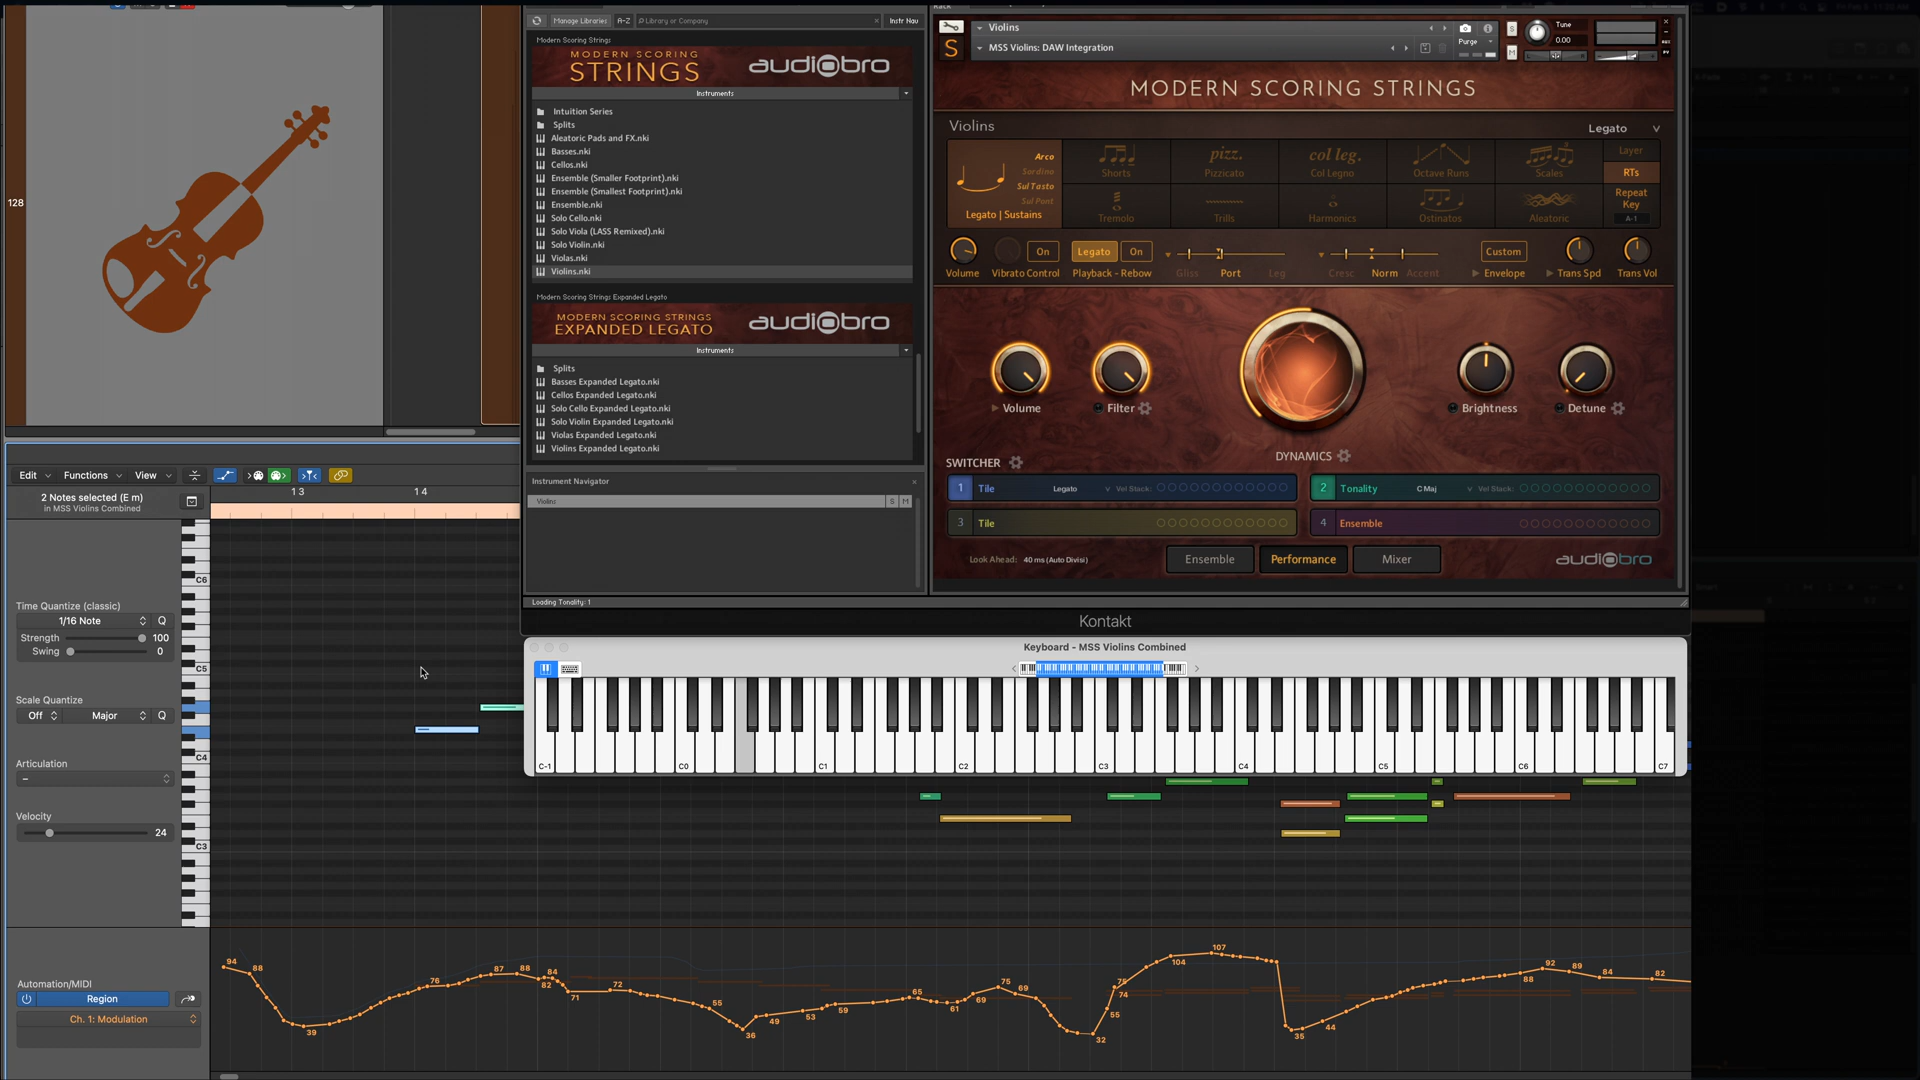 128
Manage Libraries A-Z Library or Company Instr Nav
Modern Scoring Strings
MODERN SCORING
STRINGS audiobro
Instruments
Intuition Series
Splits
Aleatoric Pads and FX.nki
Basses.nki
Cellos.nki
Ensemble (Smaller Footprint).nki
Ensemble (Smallest Footprint).nki
Ensemble.nki
Solo Cello.nki
Solo Viola (LASS Remixed).nki
Solo Violin.nki
Violas.nki
Violins.nki
Modern Scoring Strings Expanded Legato
MODERN SCORING STRINGS
EXPANDED LEGATO audiobro
Instruments
Splits
Basses Expanded Legato.nki
Cellos Expanded Legato.nki
Solo Cello Expanded Legato.nki
Solo Violin Expanded Legato.nki
Violas Expanded Legato.nki
Violins Expanded Legato.nki
Instrument Navigator
Violins S M
Loading Tonality: 1
S Violins
MSS Violins: DAW Integration
Purge
S
M
Tune
0.00
MODERN SCORING STRINGS
Violins
Legato
Arco
Sordino
Sul Tasto
Sul Pont
Legato | Sustains
Shorts
pizz.
Pizzicato
col leg.
Col Legno
Octave Runs
Scales
Layer
RTs
Repeat
Key
A-1
Tremolo Trills Harmonics Ostinatos Aleatoric
On Legato On Custom
Volume Vibrato Control Playback - Rebow Gliss Port Leg Cresc Norm Accent Envelope Trans Spd Trans Vol
Volume Filter Brightness Detune
DYNAMICS
SWITCHER
1 Tile Legato Vel Stack: 2 Tonality C Maj Vel Stack:
3 Tile 4 Ensemble
Look Ahead: 40 ms (Auto Divisi) Ensemble Performance Mixer audiobro
Kontakt
Keyboard - MSS Violins Combined
C-1 C0 C1 C2 C3 C4 C5 C6 C7
Edit Functions View
2 Notes selected (E m)
in MSS Violins Combined
13 14
C6
C5
C4
C3
Time Quantize (classic)
1/16 Note Q
Strength 100
Swing 0
Scale Quantize
Off Major Q
Articulation
–
Velocity
24
Automation/MIDI
Region
Ch. 1: Modulation
94 88 39 76 87 88 84 82 71 72 55 36 49 53 59 65 61 69 75 69 32 55 74 75 104 107 35 44 88 92 89 84 82